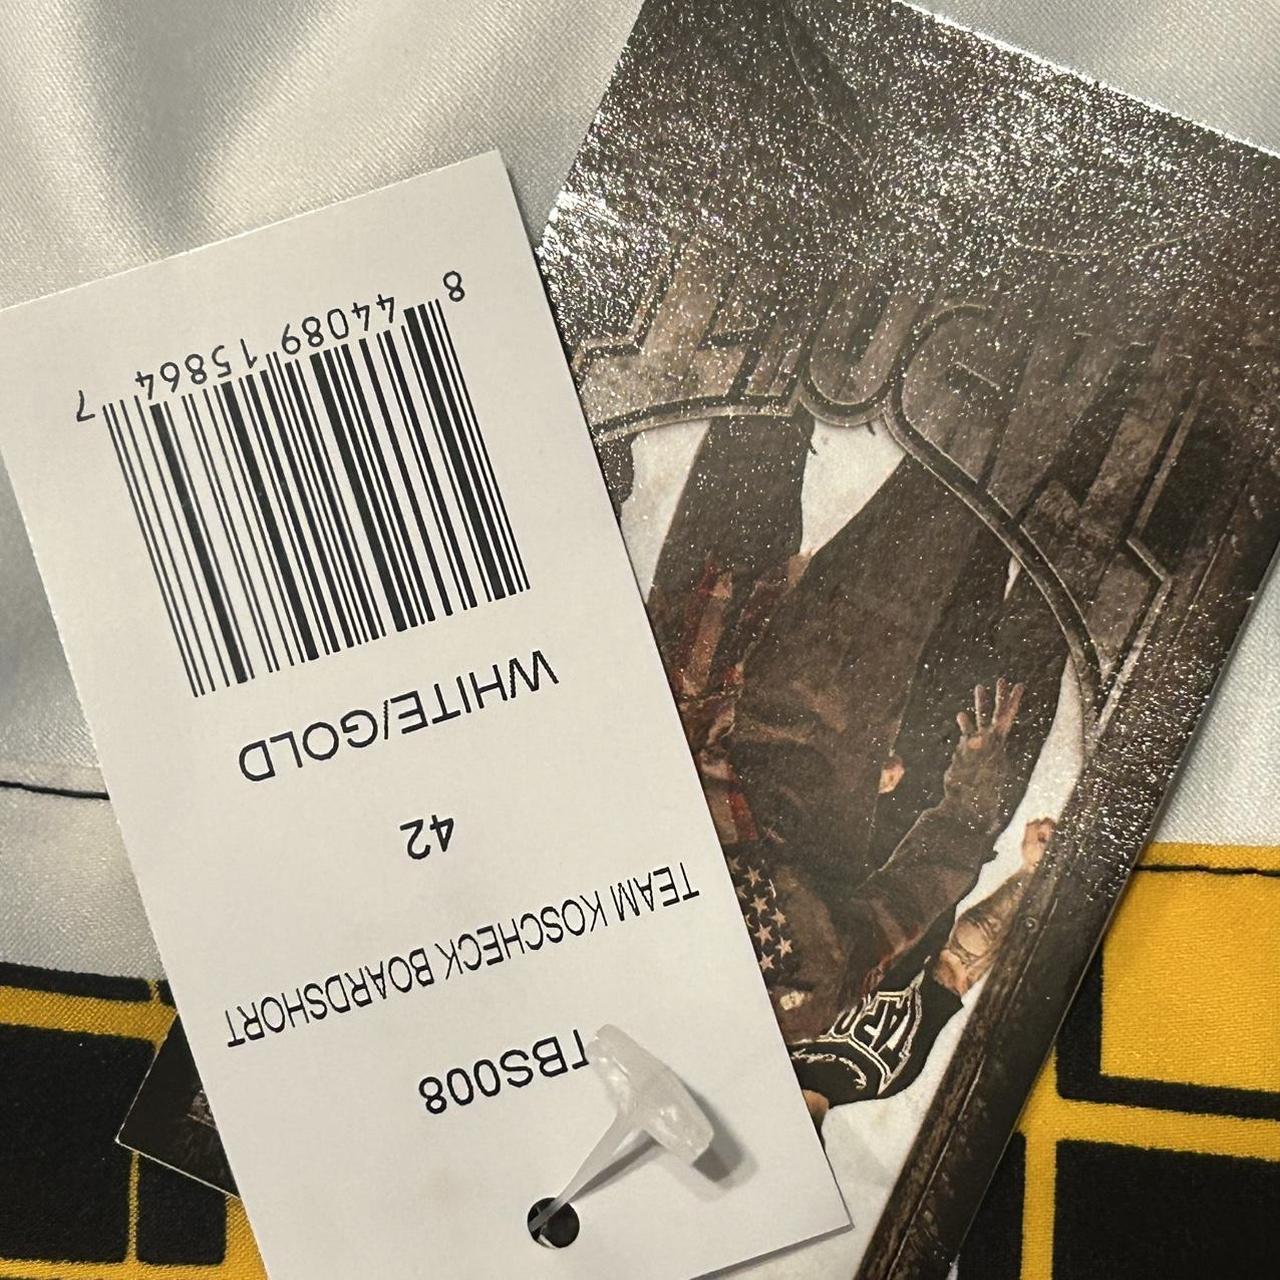 TBS008
TEAM KOSCHECK BOARDSHORT
42
WHITE/GOLD
8 44089 15864 7